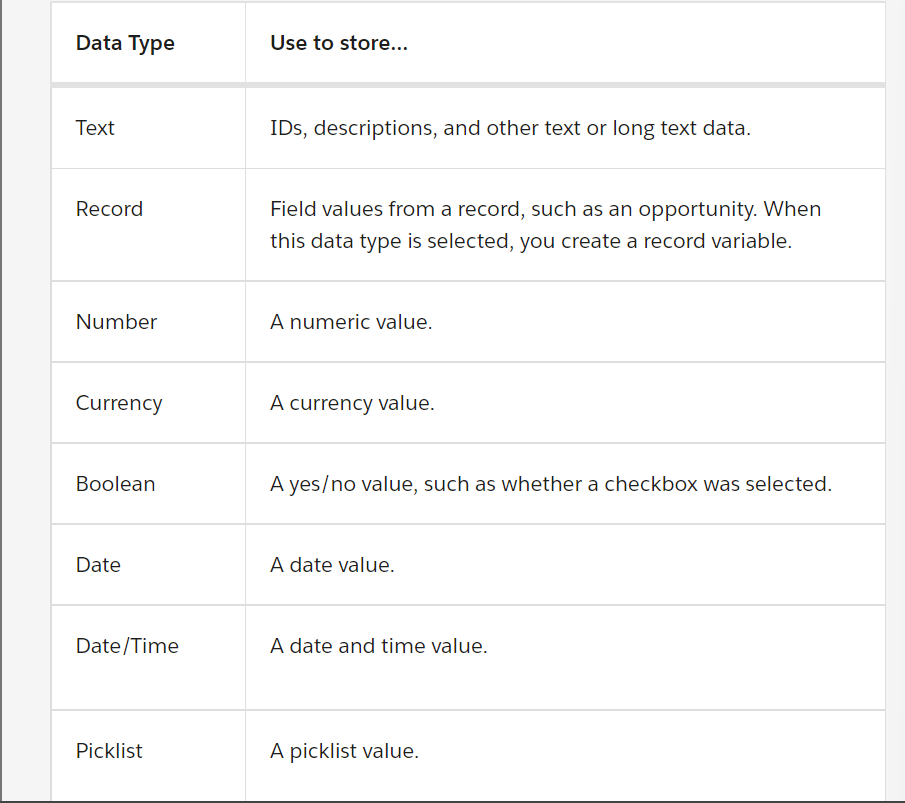 Data Type Use to store...
Text IDs, descriptions, and other text or long text data.
Record Field values from a record, such as an opportunity. When
this data type is selected, you create a record variable.
Number A numeric value.
Currency A currency value.
Boolean A yes/no value, such as whether a checkbox was selected.
Date A date value.
Date/Time A date and time value.
Picklist A picklist value.